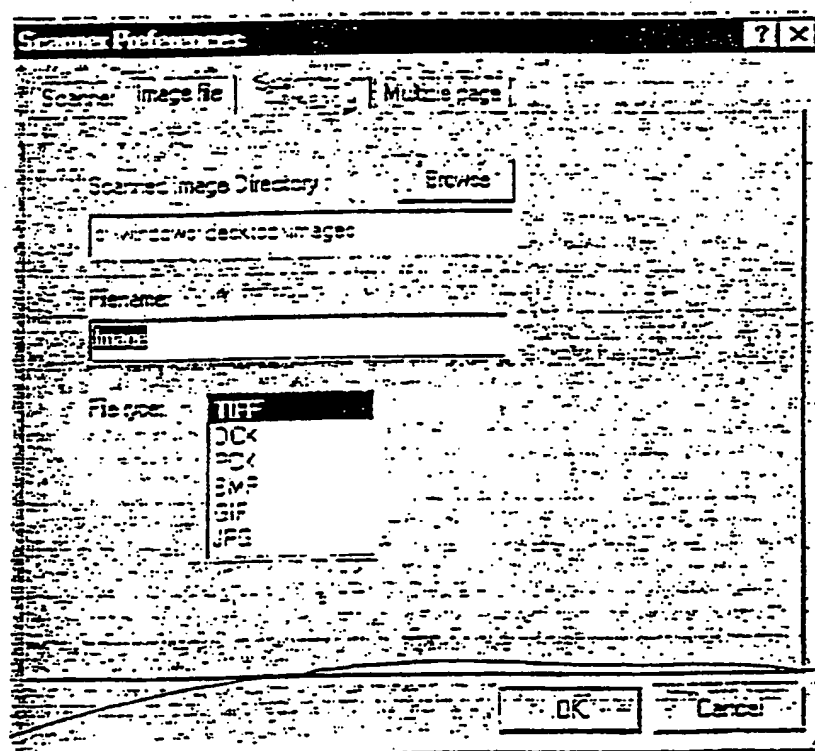 Scanner Preferences ? ×
Scanner Image file Multiple page
Scanned Image Directory : Browse
c:\windows\desktop\images
Filename:
Image
File type: TIFF
DCX
PCX
BMP
GIF
JPG
OK Cancel